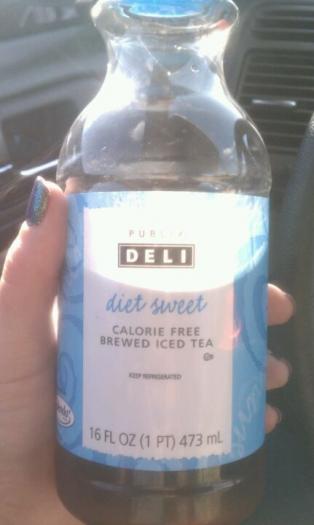 PUBLIX
DELI
diet sweet
CALORIE FREE
BREWED ICED TEA
KEEP REFRIGERATED
16 FL OZ (1 PT) 473 mL